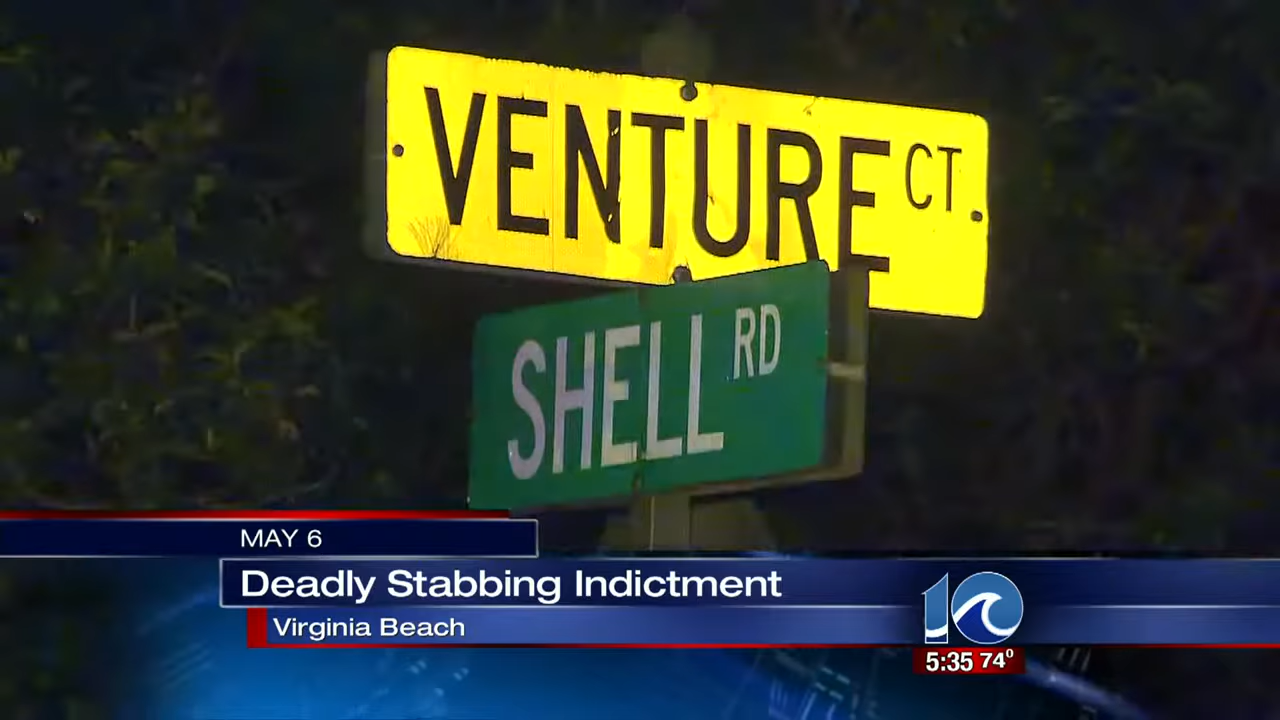 VENTURE CT
SHELL RD
MAY 6
Deadly Stabbing Indictment
Virginia Beach
10
5:35 74°